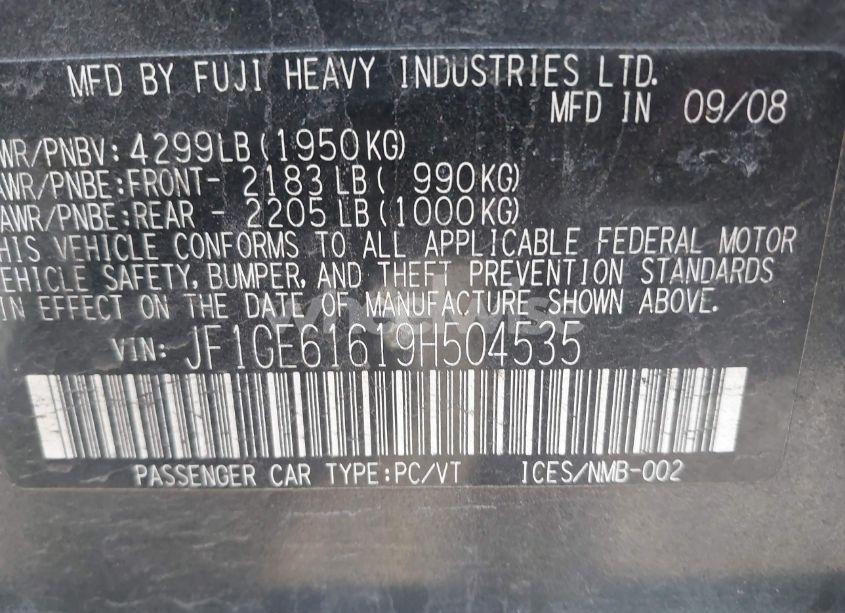 MFD BY FUJI HEAVY INDUSTRIES LTD.
MFD IN 09/08
WR/PNBV: 4299LB(1950KG)
AWR/PNBE:FRONT- 2183 LB( 990KG)
AWR/PNBE:REAR - 2205 LB(1000KG)
HIS VEHICLE CONFORMS TO ALL APPLICABLE FEDERAL MOTOR
EHICLE SAFETY, BUMPER, AND THEFT PREVENTION STANDARDS
IN EFFECT ON THE DATE OF MANUFACTURE SHOWN ABOVE.
VIN: JF1GE61619H504535
PASSENGER CAR TYPE:PC/VT ICES/NMB-002